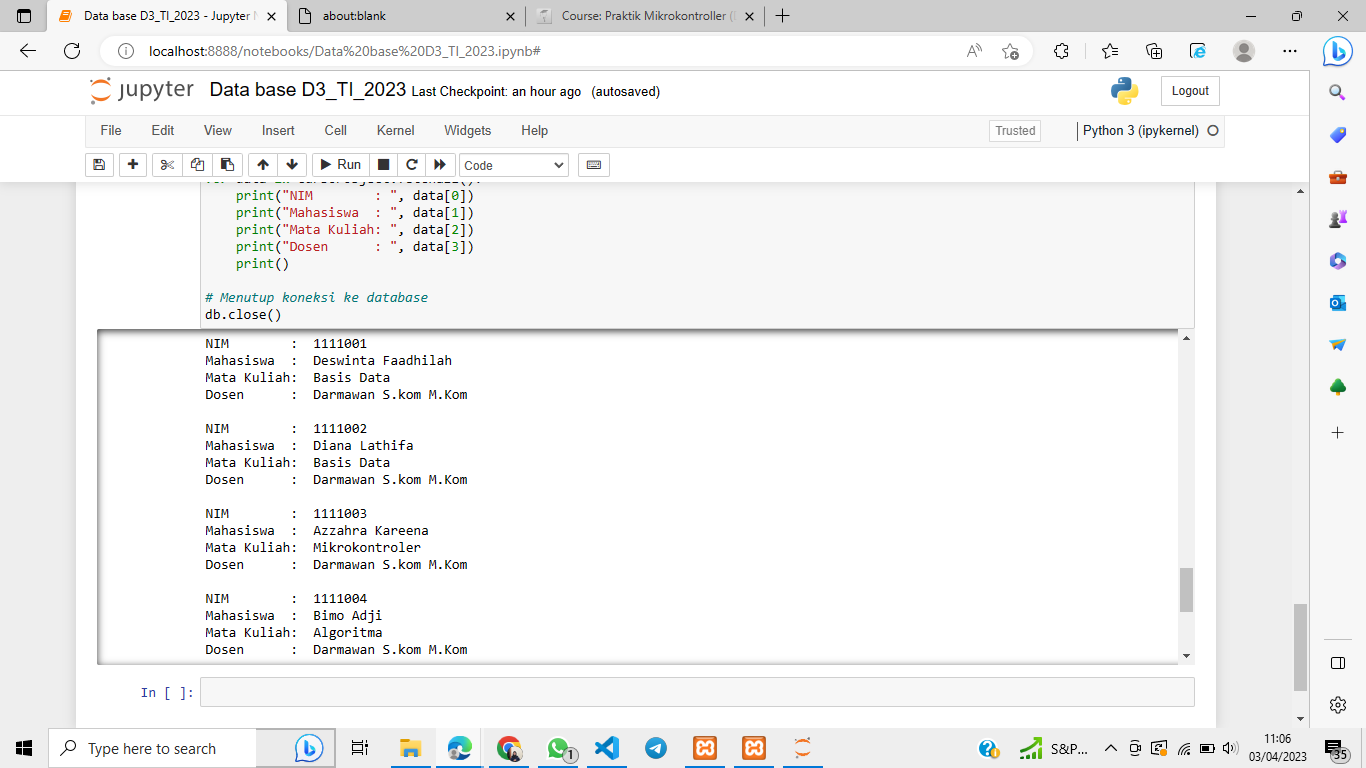 Data base D3_TI_2023 - Jupyter N
about:blank
Course: Praktik Mikrokontroller (
localhost:8888/notebooks/Data%20base%20D3_TI_2023.ipynb#
jupyter Data base D3_TI_2023 Last Checkpoint: an hour ago (autosaved)
Logout
File Edit View Insert Cell Kernel Widgets Help
Trusted
Python 3 (ipykernel)
Run
Code
print("NIM        : ", data[0])
print("Mahasiswa  : ", data[1])
print("Mata Kuliah: ", data[2])
print("Dosen      : ", data[3])
print()
# Menutup koneksi ke database
db.close()
NIM        :  1111001
Mahasiswa  :  Deswinta Faadhilah
Mata Kuliah:  Basis Data
Dosen      :  Darmawan S.kom M.Kom
NIM        :  1111002
Mahasiswa  :  Diana Lathifa
Mata Kuliah:  Basis Data
Dosen      :  Darmawan S.kom M.Kom
NIM        :  1111003
Mahasiswa  :  Azzahra Kareena
Mata Kuliah:  Mikrokontroler
Dosen      :  Darmawan S.kom M.Kom
NIM        :  1111004
Mahasiswa  :  Bimo Adji
Mata Kuliah:  Algoritma
Dosen      :  Darmawan S.kom M.Kom
In [ ]:
Type here to search
1
S&P...
11:06
03/04/2023
35